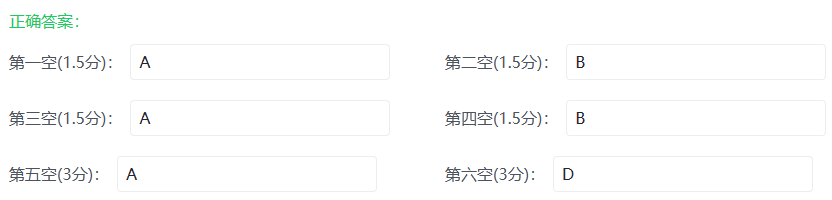 正确答案：
第一空(1.5分)： A 第二空(1.5分)： B
第三空(1.5分)： A 第四空(1.5分)： B
第五空(3分)： A 第六空(3分)： D